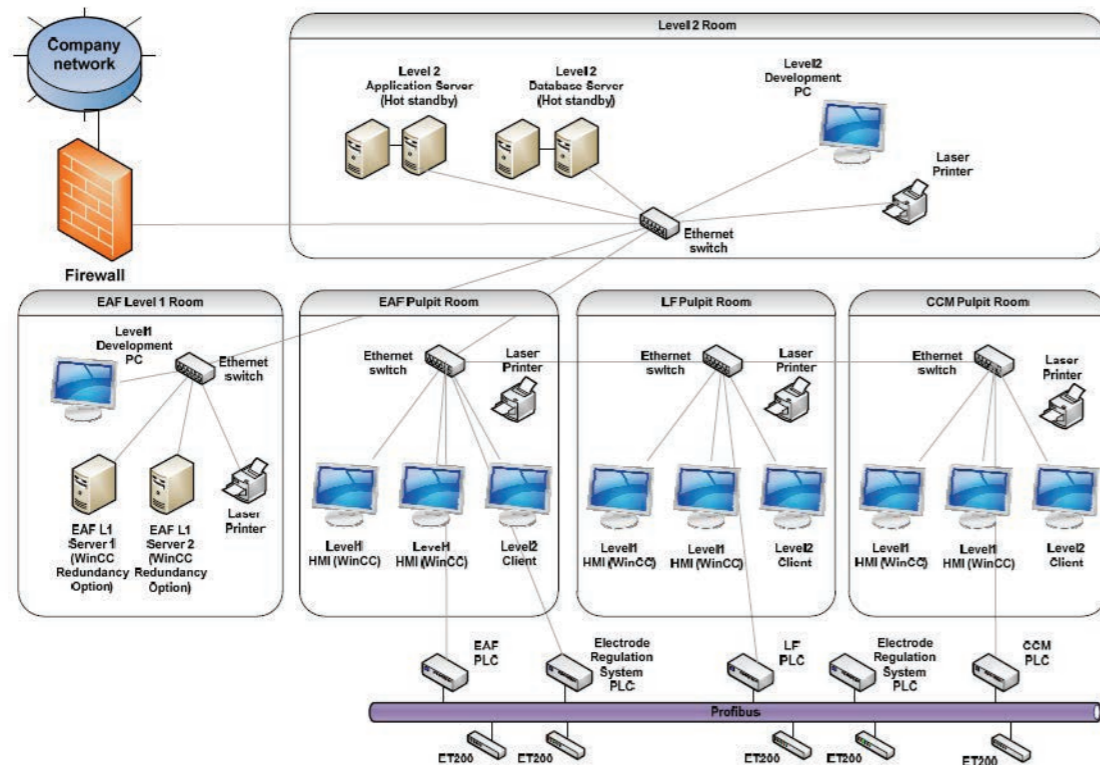 Company
network
Firewall
Level 2 Room
Level 2
Application Server
(Hot standby)
Level 2
Database Server
(Hot standby)
Level2
Development
PC
Laser
Printer
Ethernet
switch
EAF Level 1 Room
Level1
Development
PC
Ethernet
switch
EAF L1
Server 1
(WinCC
Redundancy
Option)
EAF L1
Server 2
(WinCC
Redundancy
Option)
Laser
Printer
EAF Pulpit Room
Ethernet
switch
Laser
Printer
Level1
HMI (WinCC)
Level1
HMI (WinCC)
Level2
Client
LF Pulpit Room
Ethernet
switch
Laser
Printer
Level1
HMI (WinCC)
Level1
HMI (WinCC)
Level2
Client
CCM Pulpit Room
Ethernet
switch
Laser
Printer
Level1
HMI (WinCC)
Level1
HMI (WinCC)
Level2
Client
EAF
PLC
Electrode
Regulation
System
PLC
LF
PLC
Electrode
Regulation
System
PLC
CCM
PLC
Profibus
ET200
ET200
ET200
ET200
ET200